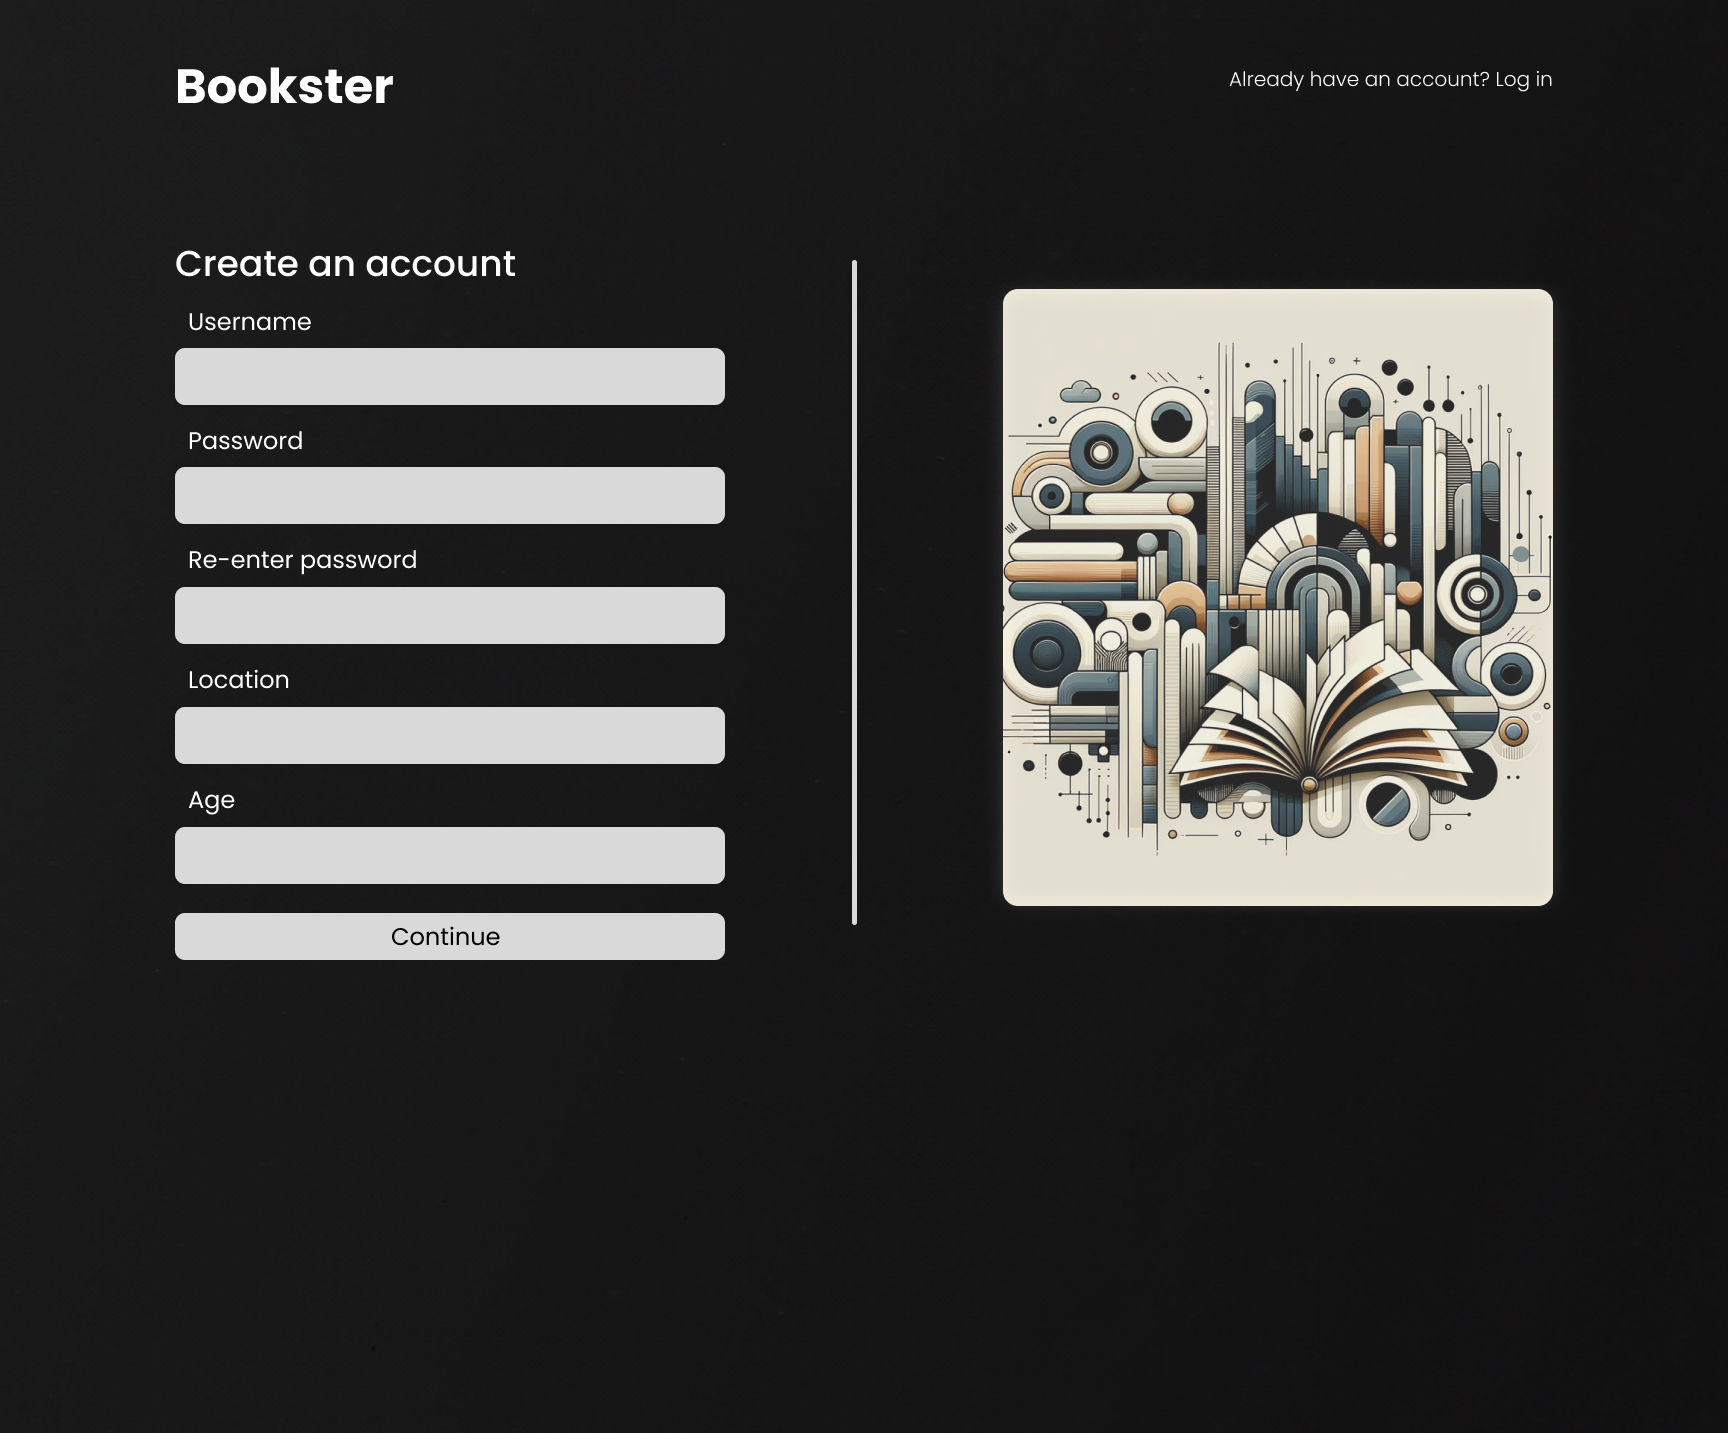 Bookster
Already have an account? Log in
Create an account
Username
Password
Re-enter password
Location
Age
Continue